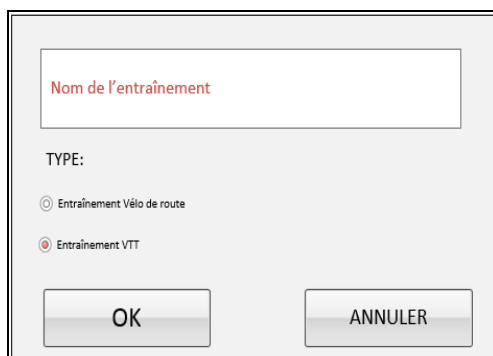 Nom de l'entraînement
TYPE:
Entraînement Vélo de route
Entraînement VTT
OK
ANNULER